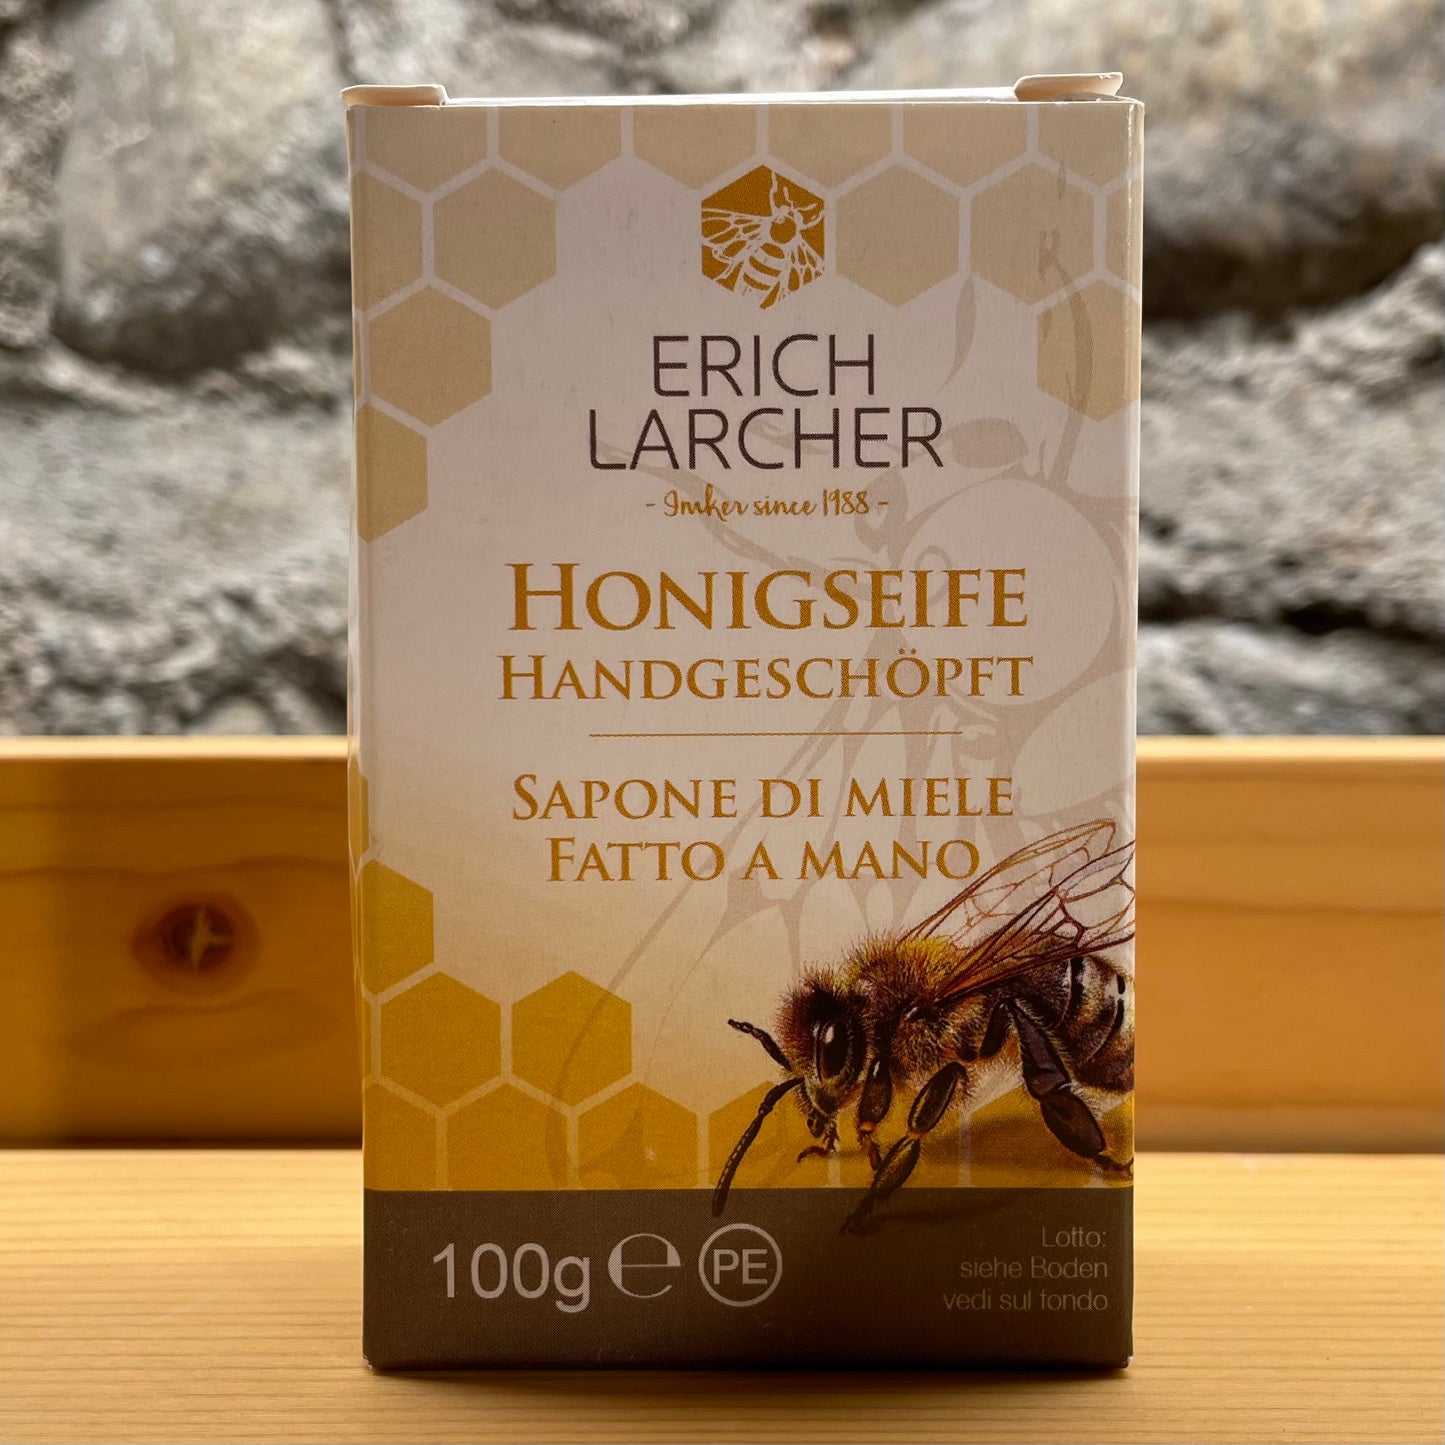 ERICH
LARCHER
- Imker since 1988 -
HONIGSEIFE
HANDGESCHÖPFT
SAPONE DI MIELE
FATTO A MANO
100g ℮ PE
Lotto:
siehe Boden
vedi sul fondo